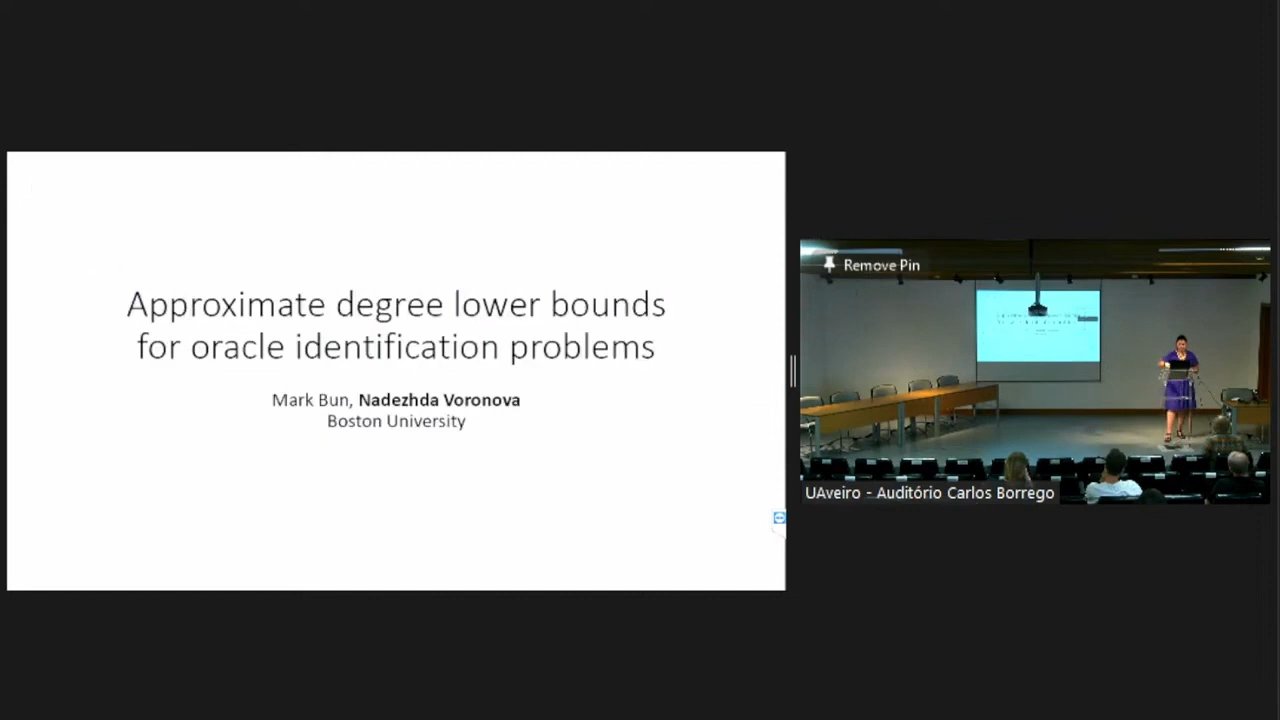 Approximate degree lower bounds
for oracle identification problems
Mark Bun, Nadezhda Voronova
Boston University
Remove Pin
UAveiro - Auditório Carlos Borrego